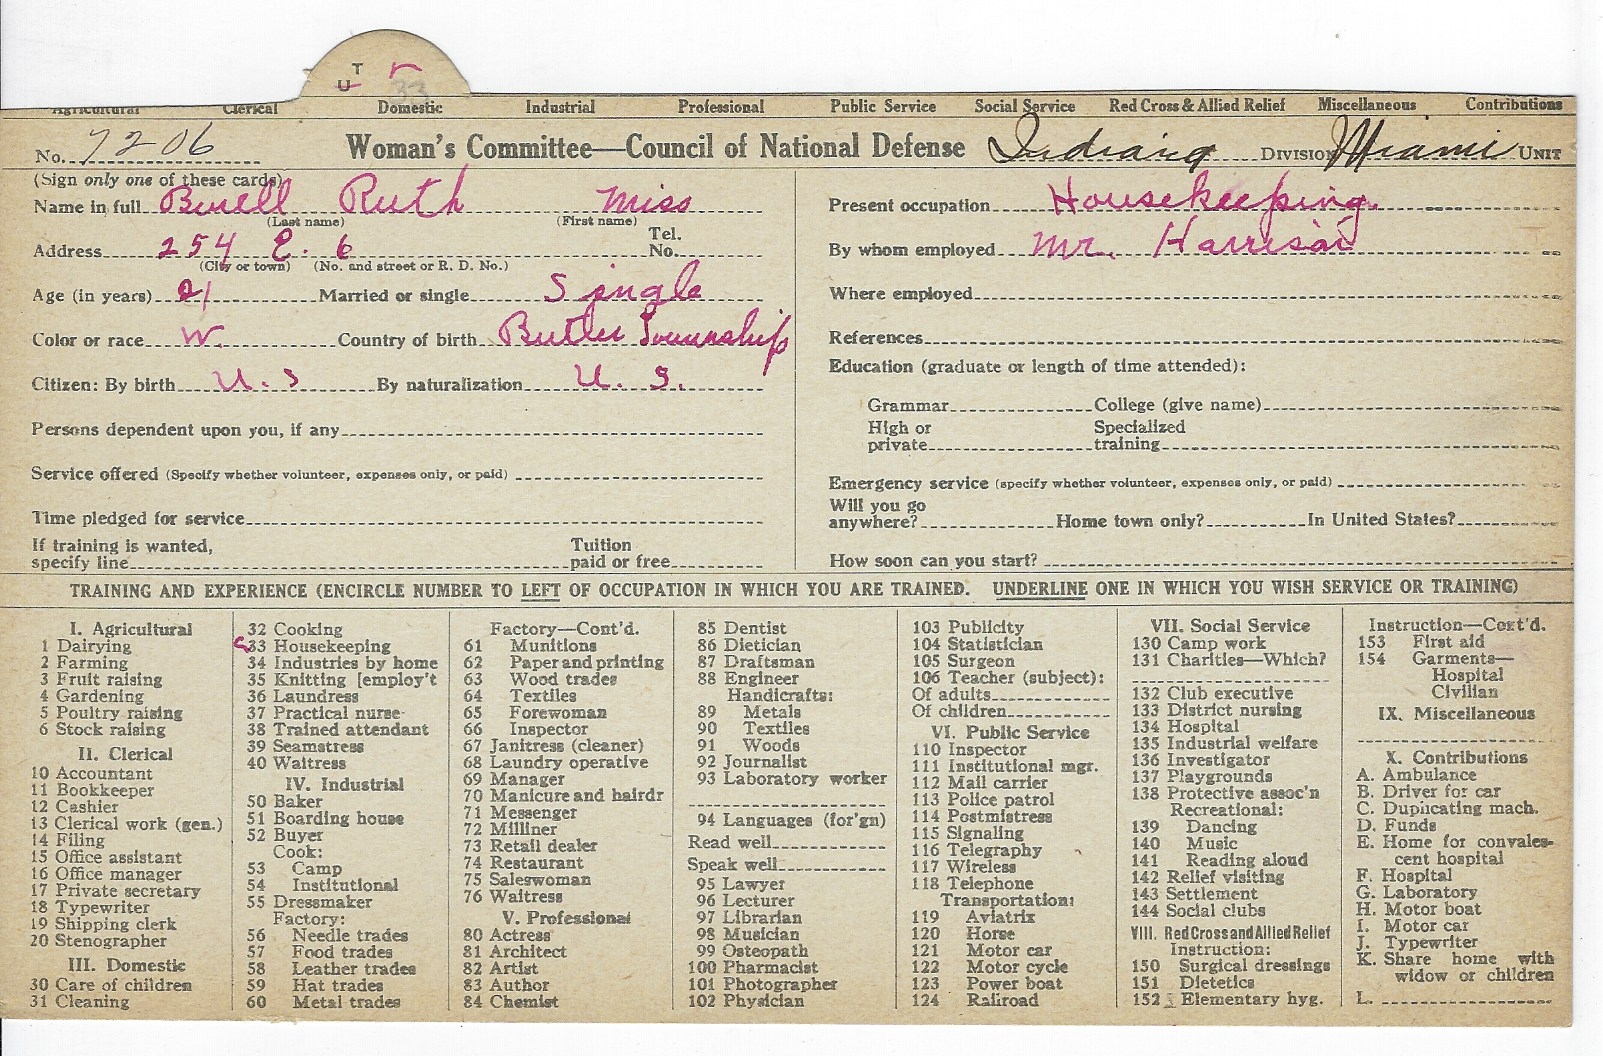 T
U 33
Agricultural Clerical Domestic Industrial Professional Public Service Social Service Red Cross & Allied Relief Miscellaneous Contributions
No. 7206 Woman's Committee—Council of National Defense Indiana DIVISION Miami UNIT
(Sign only one of these cards)
Name in full Ruth Miss
(Last name) (First name)
Address 254 E. 6 Tel. No.
(City or town) (No. and street or R. D. No.)
Age (in years) 21 Married or single Single
Color or race W. Country of birth Butler Township
Citizen: By birth U. S By naturalization U. S.
Persons dependent upon you, if any
Service offered (Specify whether volunteer, expenses only, or paid)
Time pledged for service
If training is wanted, specify line Tuition paid or free
Present occupation Housekeeping.
By whom employed Mr. Harrison
Where employed
References
Education (graduate or length of time attended):
Grammar College (give name)
High or private Specialized training
Emergency service (specify whether volunteer, expenses only, or paid)
Will you go anywhere? Home town only? In United States?
How soon can you start?
TRAINING AND EXPERIENCE (ENCIRCLE NUMBER TO LEFT OF OCCUPATION IN WHICH YOU ARE TRAINED. UNDERLINE ONE IN WHICH YOU WISH SERVICE OR TRAINING)
I. Agricultural
1 Dairying
2 Farming
3 Fruit raising
4 Gardening
5 Poultry raising
6 Stock raising
II. Clerical
10 Accountant
11 Bookkeeper
12 Cashier
13 Clerical work (gen.)
14 Filing
15 Office assistant
16 Office manager
17 Private secretary
18 Typewriter
19 Shipping clerk
20 Stenographer
III. Domestic
30 Care of children
31 Cleaning
32 Cooking
33 Housekeeping
34 Industries by home
35 Knitting [employ't
36 Laundress
37 Practical nurse
38 Trained attendant
39 Seamstress
40 Waitress
IV. Industrial
50 Baker
51 Boarding house
52 Buyer
Cook:
53 Camp
54 Institutional
55 Dressmaker
Factory:
56 Needle trades
57 Food trades
58 Leather trades
59 Hat trades
60 Metal trades
Factory—Cont'd.
61 Munitions
62 Paper and printing
63 Wood trades
64 Textiles
65 Forewoman
66 Inspector
67 Janitress (cleaner)
68 Laundry operative
69 Manager
70 Manicure and hairdr
71 Messenger
72 Milliner
73 Retail dealer
74 Restaurant
75 Saleswoman
76 Waitress
V. Professional
80 Actress
81 Architect
82 Artist
83 Author
84 Chemist
85 Dentist
86 Dietician
87 Draftsman
88 Engineer
Handicrafts:
89 Metals
90 Textiles
91 Woods
92 Journalist
93 Laboratory worker
94 Languages (for'gn)
Read well
Speak well
95 Lawyer
96 Lecturer
97 Librarian
98 Musician
99 Osteopath
100 Pharmacist
101 Photographer
102 Physician
103 Publicity
104 Statistician
105 Surgeon
106 Teacher (subject):
Of adults
Of children
VI. Public Service
110 Inspector
111 Institutional mgr.
112 Mail carrier
113 Police patrol
114 Postmistress
115 Signaling
116 Telegraphy
117 Wireless
118 Telephone
Transportation:
119 Aviatrix
120 Horse
121 Motor car
122 Motor cycle
123 Power boat
124 Railroad
VII. Social Service
130 Camp work
131 Charities—Which?
132 Club executive
133 District nursing
134 Hospital
135 Industrial welfare
136 Investigator
137 Playgrounds
138 Protective assoc'n
Recreational:
139 Dancing
140 Music
141 Reading aloud
142 Relief visiting
143 Settlement
144 Social clubs
VIII. Red Cross and Allied Relief
Instruction:
150 Surgical dressings
151 Dietetics
152 Elementary hyg.
Instruction—Cont'd.
153 First aid
154 Garments—
Hospital
Civilian
IX. Miscellaneous
X. Contributions
A. Ambulance
B. Driver for car
C. Duplicating mach.
D. Funds
E. Home for convales-
cent hospital
F. Hospital
G. Laboratory
H. Motor boat
I. Motor car
J. Typewriter
K. Share home with
widow or children
L.